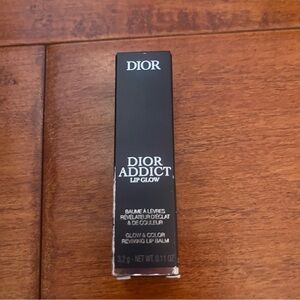 DIOR
DIOR
ADDICT
LIP GLOW
BAUME À LÈVRES
RÉVÉLATEUR D'ÉCLAT
& DE COULEUR
GLOW & COLOR
REVIVING LIP BALM
3.2 g - NET WT. 0.11 OZ